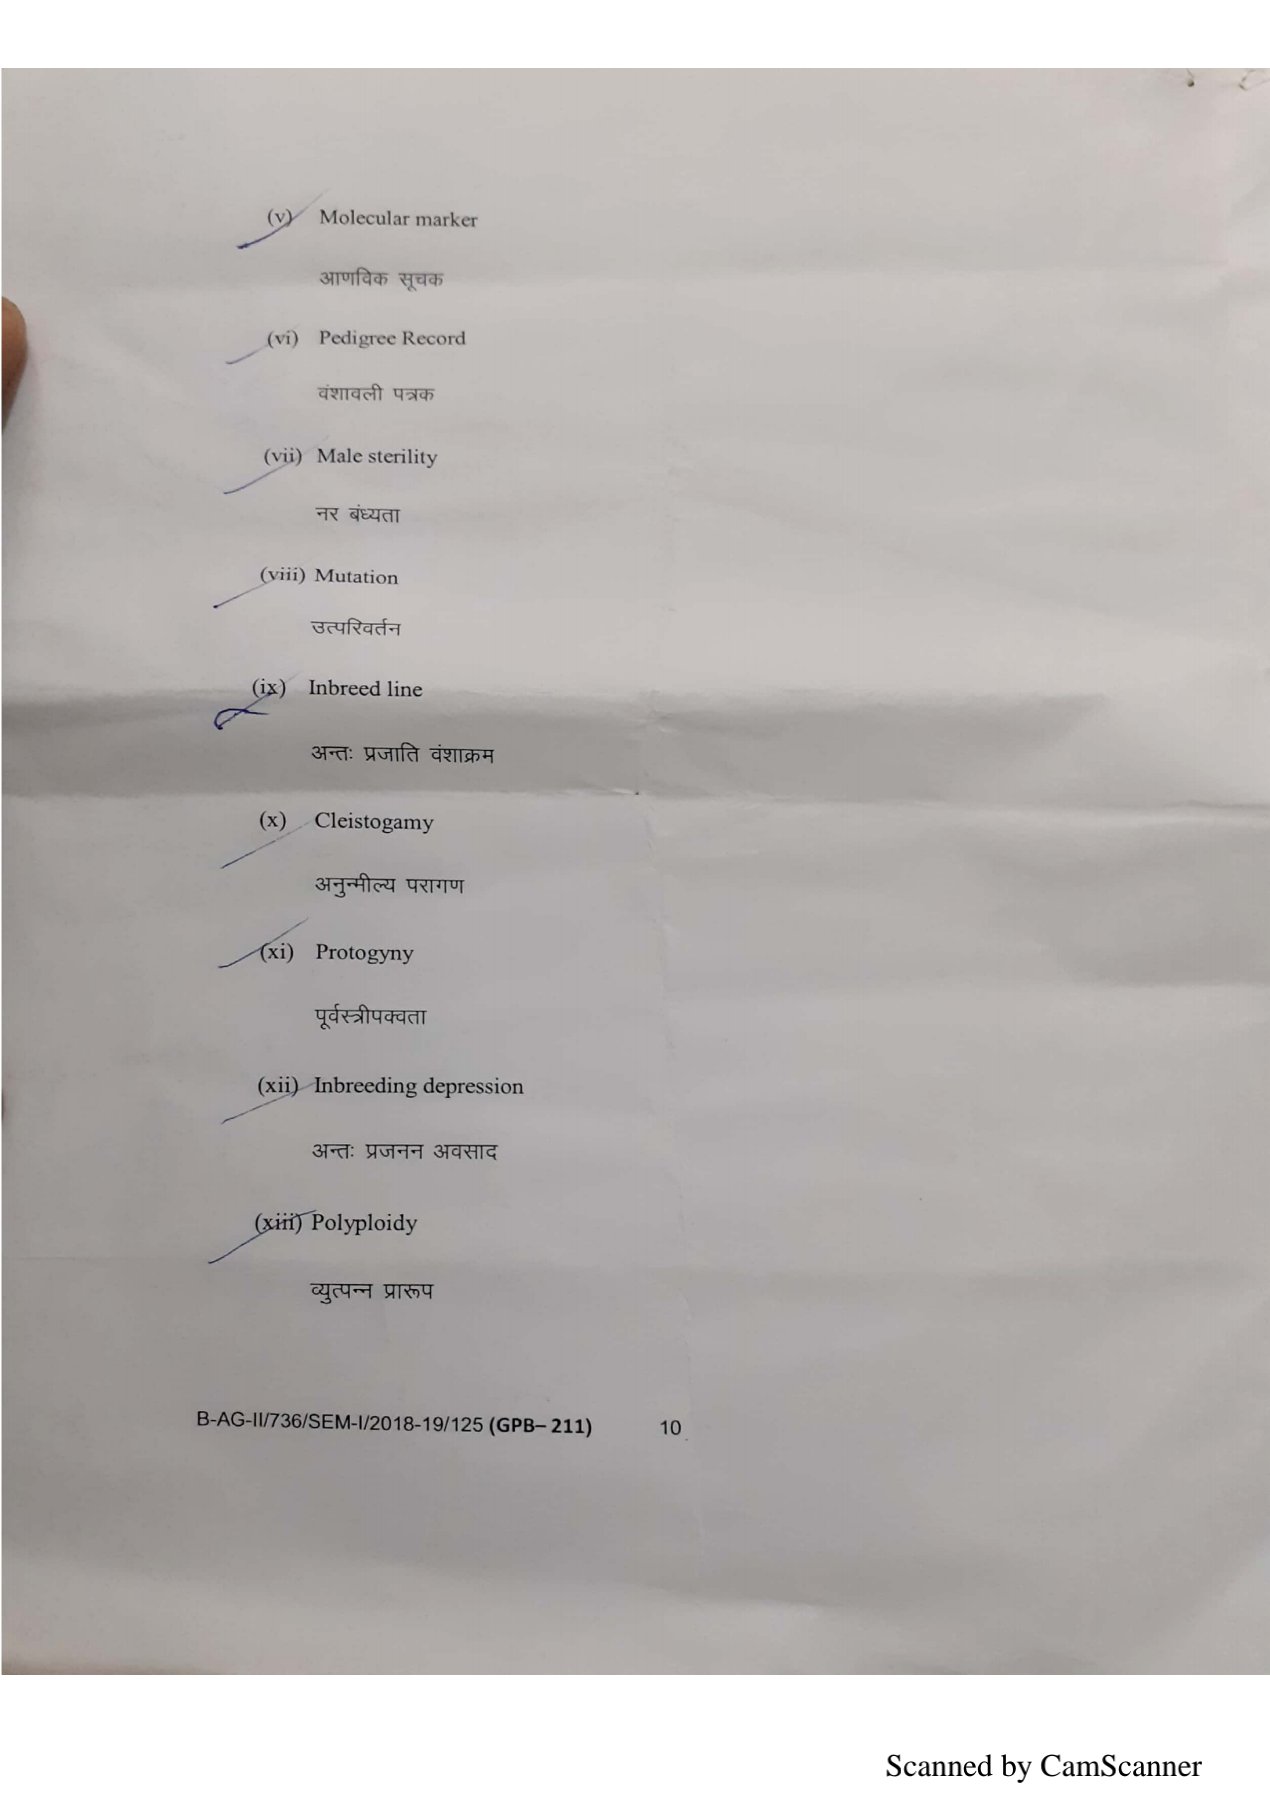 (v) Molecular marker
आणविक सूचक
(vi) Pedigree Record
वंशावली पत्रक
(vii) Male sterility
नर बंध्यता
(viii) Mutation
उत्परिवर्तन
(ix) Inbreed line
अन्तः प्रजाति वंशाक्रम
(x) Cleistogamy
अनुन्मील्य परागण
(xi) Protogyny
पूर्वस्त्रीपक्वता
(xii) Inbreeding depression
अन्तः प्रजनन अवसाद
(xiii) Polyploidy
व्युत्पन्न प्रारूप
B-AG-II/736/SEM-I/2018-19/125 (GPB– 211) 10
Scanned by CamScanner